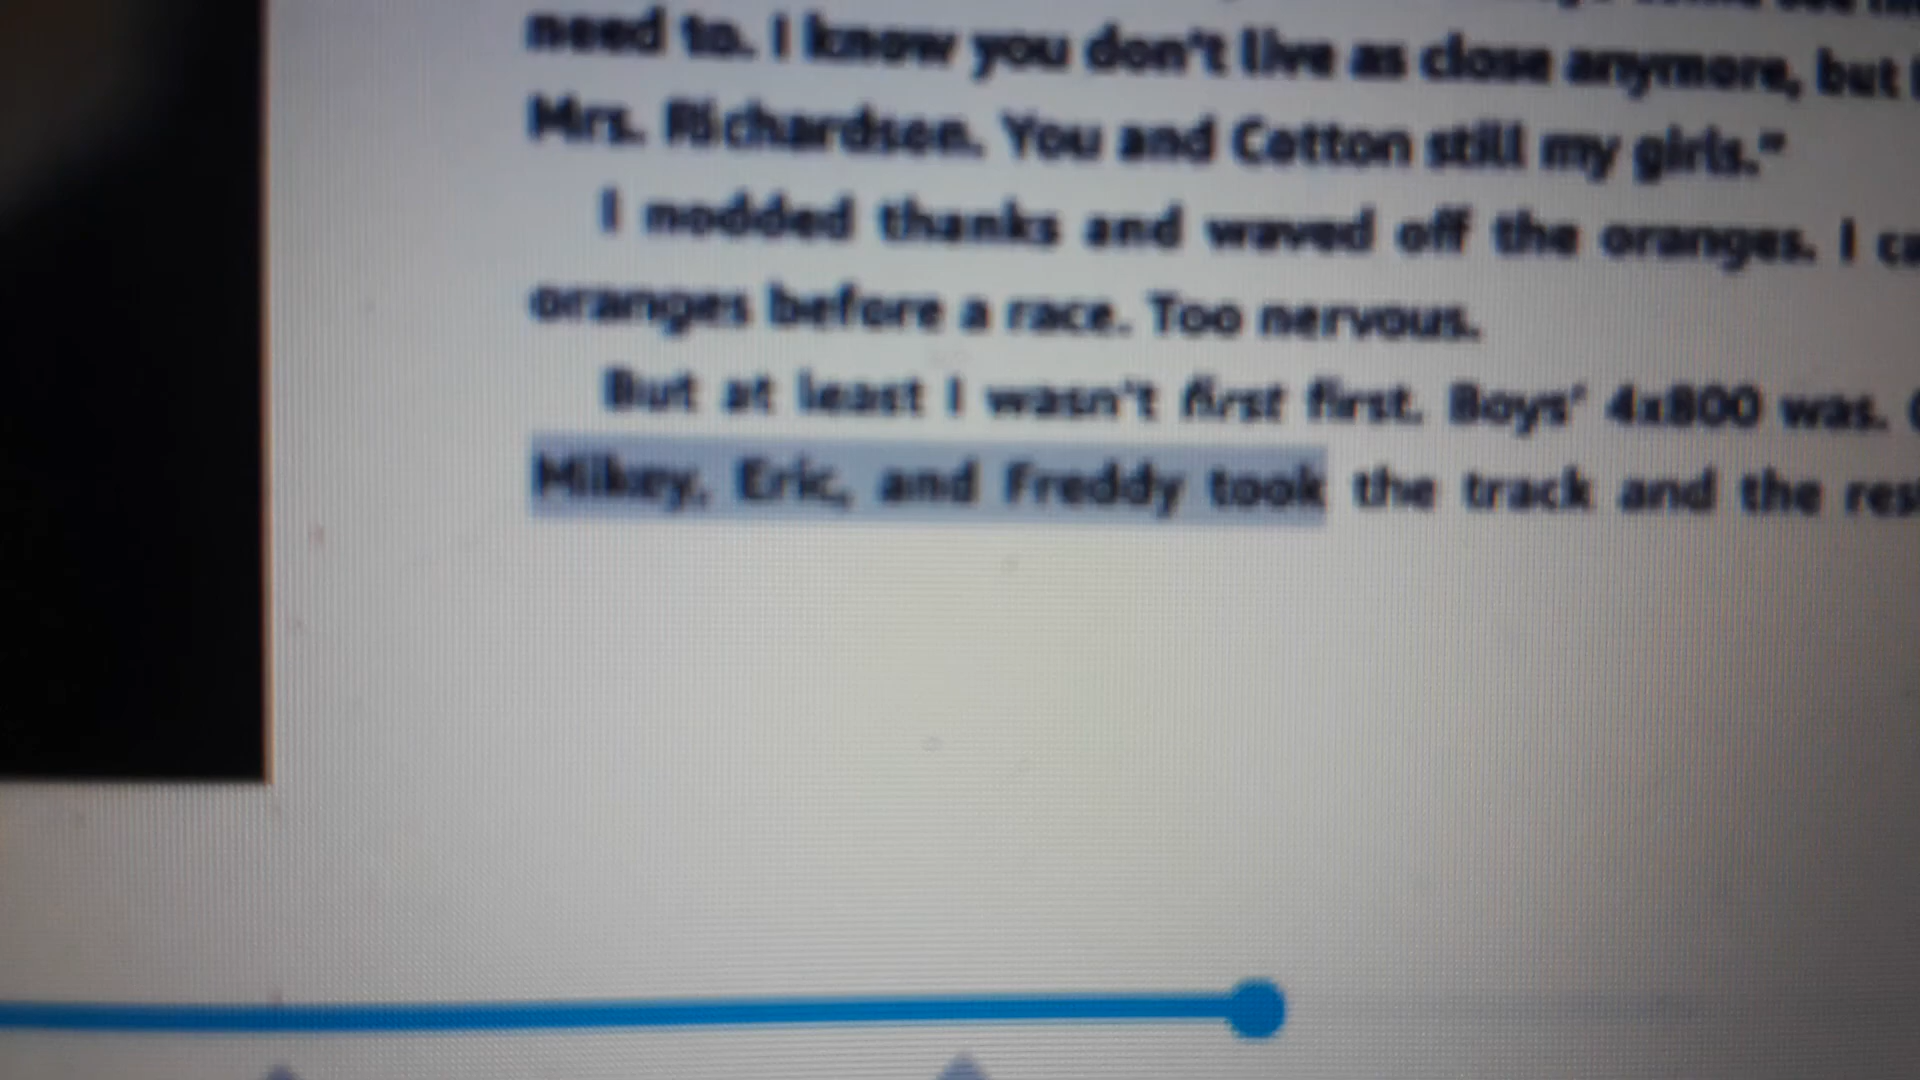 need to. I know you don't live as close anymore, but
Mrs. Richardson. You and Cotton still my girls."
I nodded thanks and waved off the oranges. I
oranges before a race. Too nervous.
But at least I wasn't first first. Boys' 4x800 was.
Mikey, Eric, and Freddy took the track and the